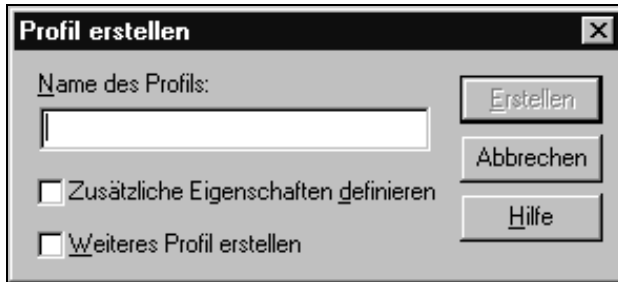 Profil erstellen
Name des Profils:
Erstellen
Abbrechen
Zusätzliche Eigenschaften definieren
Hilfe
Weiteres Profil erstellen